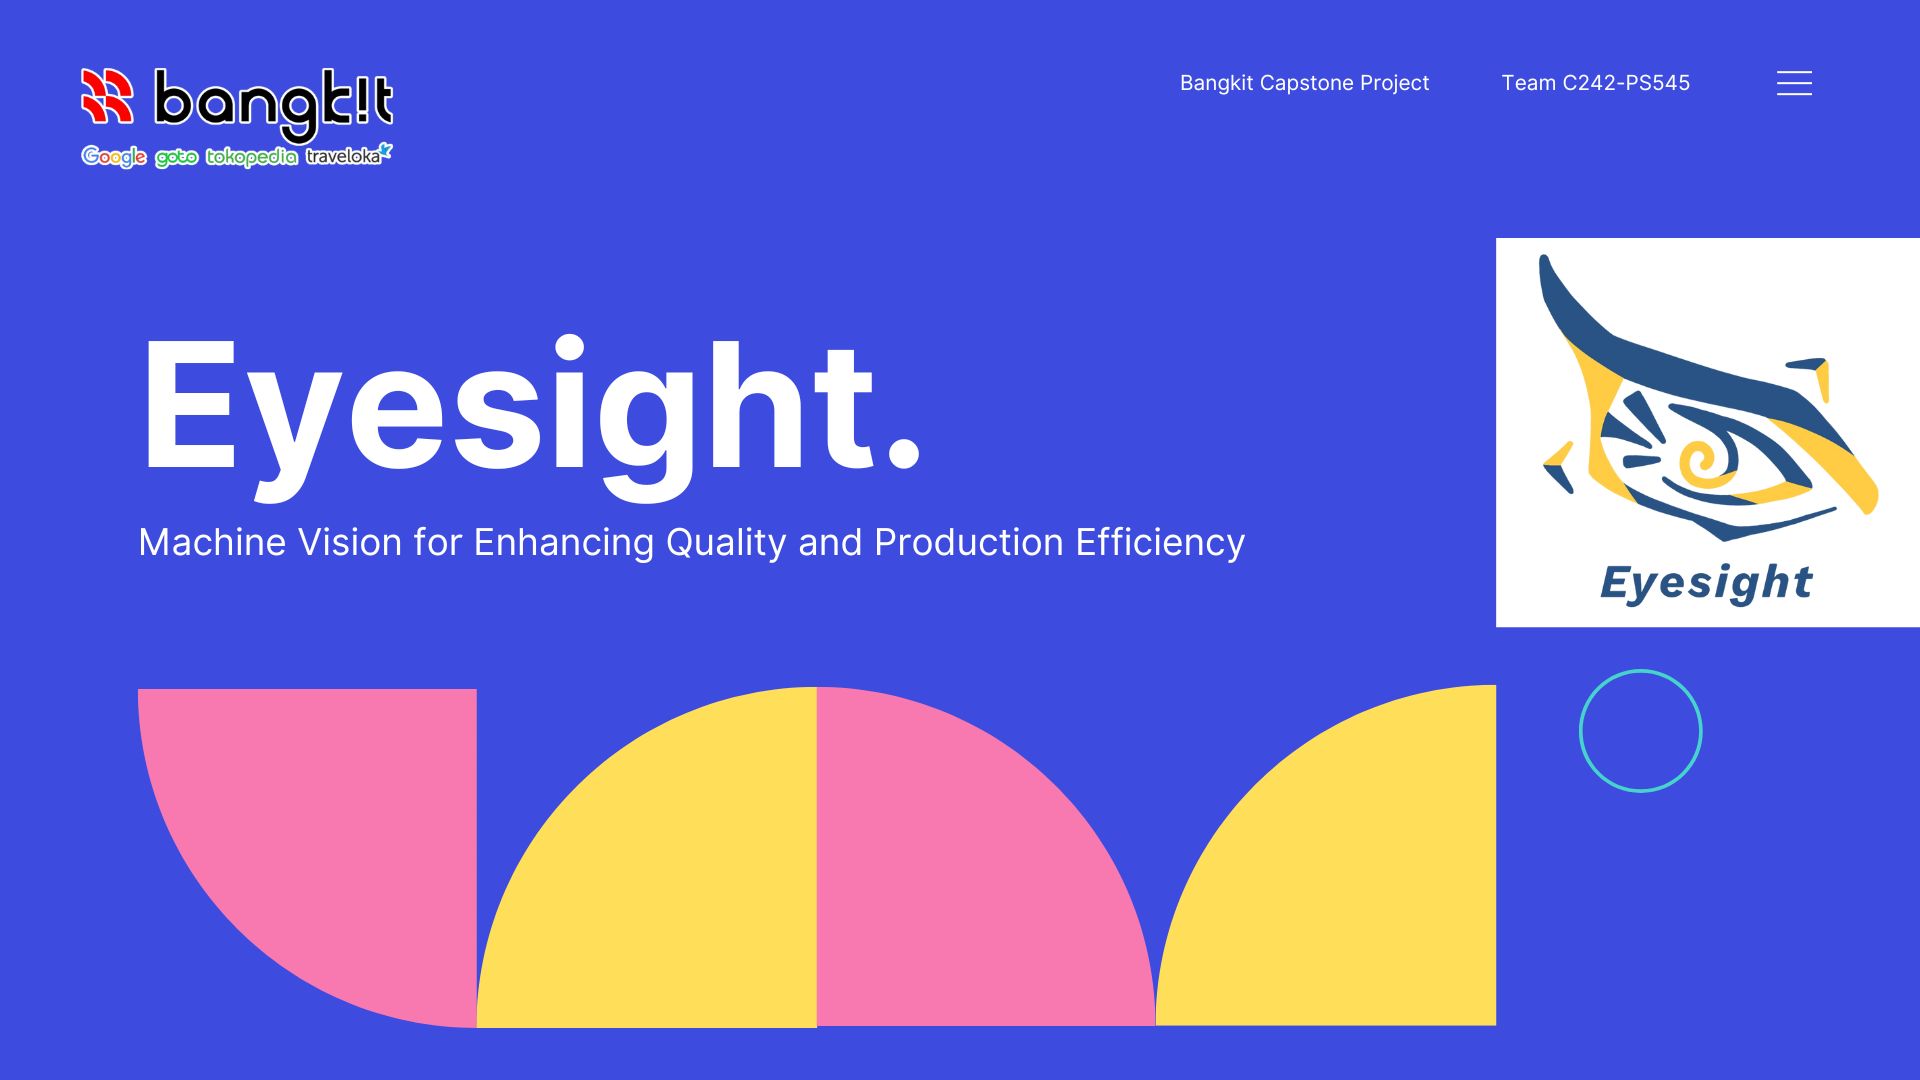 bangk!t
Google goto tokopedia traveloka
Bangkit Capstone Project
Team C242-PS545
Eyesight.
Machine Vision for Enhancing Quality and Production Efficiency
Eyesight